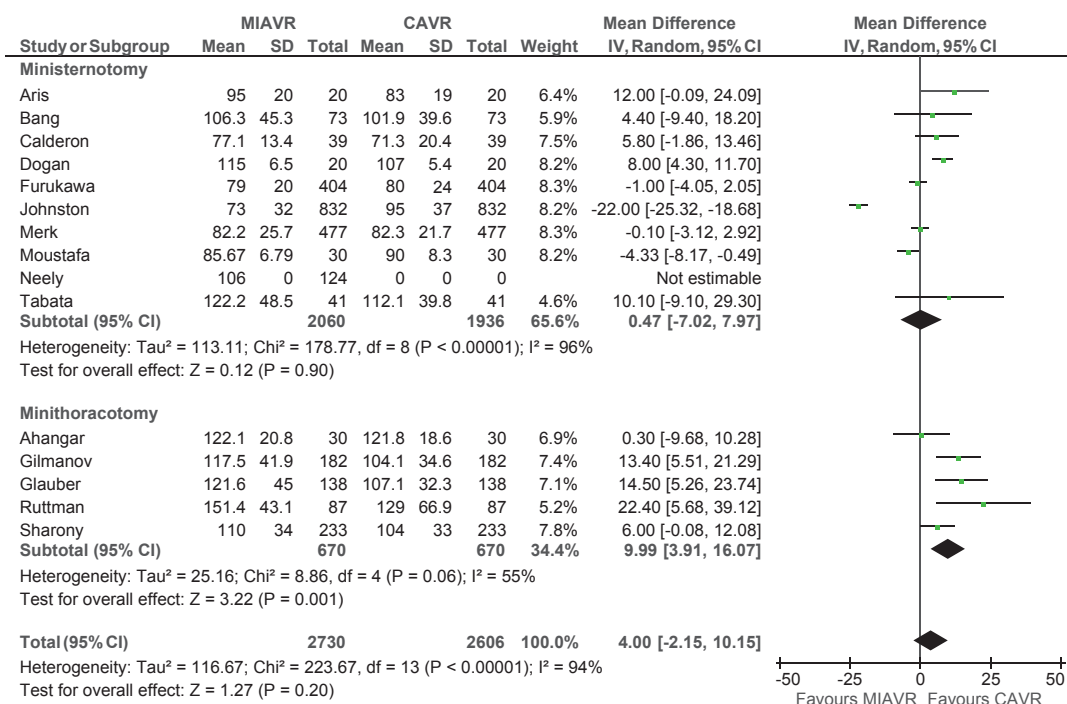 MIAVR CAVR Mean Difference Mean Difference
Study or Subgroup Mean SD Total Mean SD Total Weight IV, Random, 95% CI IV, Random, 95% CI
Ministernotomy
Aris 95 20 20 83 19 20 6.4% 12.00 [-0.09, 24.09]
Bang 106.3 45.3 73 101.9 39.6 73 5.9% 4.40 [-9.40, 18.20]
Calderon 77.1 13.4 39 71.3 20.4 39 7.5% 5.80 [-1.86, 13.46]
Dogan 115 6.5 20 107 5.4 20 8.2% 8.00 [4.30, 11.70]
Furukawa 79 20 404 80 24 404 8.3% -1.00 [-4.05, 2.05]
Johnston 73 32 832 95 37 832 8.2% -22.00 [-25.32, -18.68]
Merk 82.2 25.7 477 82.3 21.7 477 8.3% -0.10 [-3.12, 2.92]
Moustafa 85.67 6.79 30 90 8.3 30 8.2% -4.33 [-8.17, -0.49]
Neely 106 0 124 0 0 0 Not estimable
Tabata 122.2 48.5 41 112.1 39.8 41 4.6% 10.10 [-9.10, 29.30]
Subtotal (95% CI) 2060 1936 65.6% 0.47 [-7.02, 7.97]
Heterogeneity: Tau² = 113.11; Chi² = 178.77, df = 8 (P < 0.00001); I² = 96%
Test for overall effect: Z = 0.12 (P = 0.90)
Minithoracotomy
Ahangar 122.1 20.8 30 121.8 18.6 30 6.9% 0.30 [-9.68, 10.28]
Gilmanov 117.5 41.9 182 104.1 34.6 182 7.4% 13.40 [5.51, 21.29]
Glauber 121.6 45 138 107.1 32.3 138 7.1% 14.50 [5.26, 23.74]
Ruttman 151.4 43.1 87 129 66.9 87 5.2% 22.40 [5.68, 39.12]
Sharony 110 34 233 104 33 233 7.8% 6.00 [-0.08, 12.08]
Subtotal (95% CI) 670 670 34.4% 9.99 [3.91, 16.07]
Heterogeneity: Tau² = 25.16; Chi² = 8.86, df = 4 (P = 0.06); I² = 55%
Test for overall effect: Z = 3.22 (P = 0.001)
Total (95% CI) 2730 2606 100.0% 4.00 [-2.15, 10.15]
Heterogeneity: Tau² = 116.67; Chi² = 223.67, df = 13 (P < 0.00001); I² = 94%
Test for overall effect: Z = 1.27 (P = 0.20)
-50 -25 0 25 50
Favours MIAVR Favours CAVR